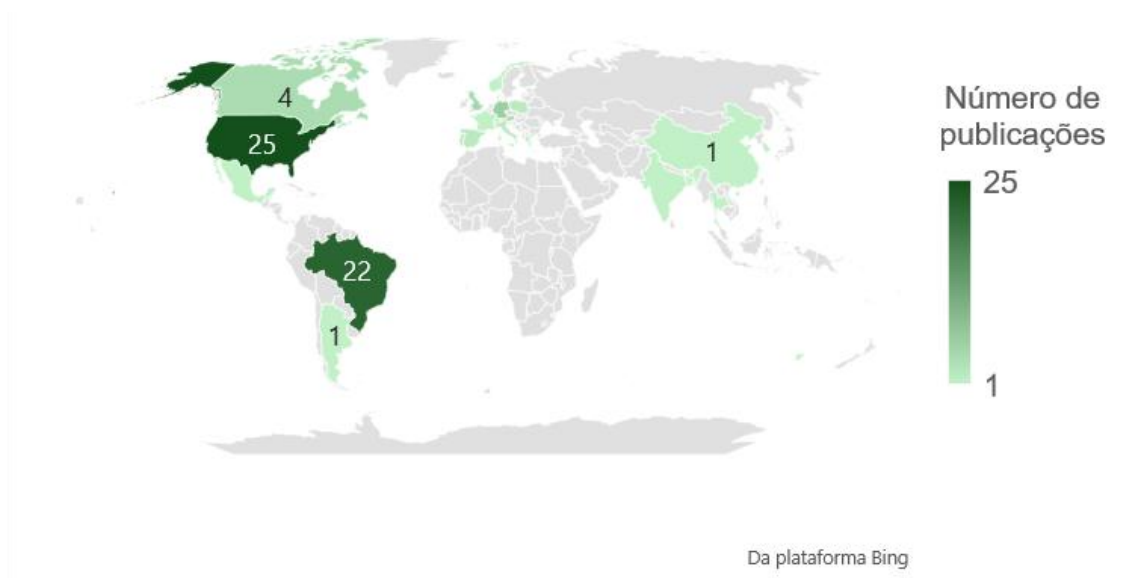 4
25
1
22
1
Número de
publicações
25
1
Da plataforma Bing